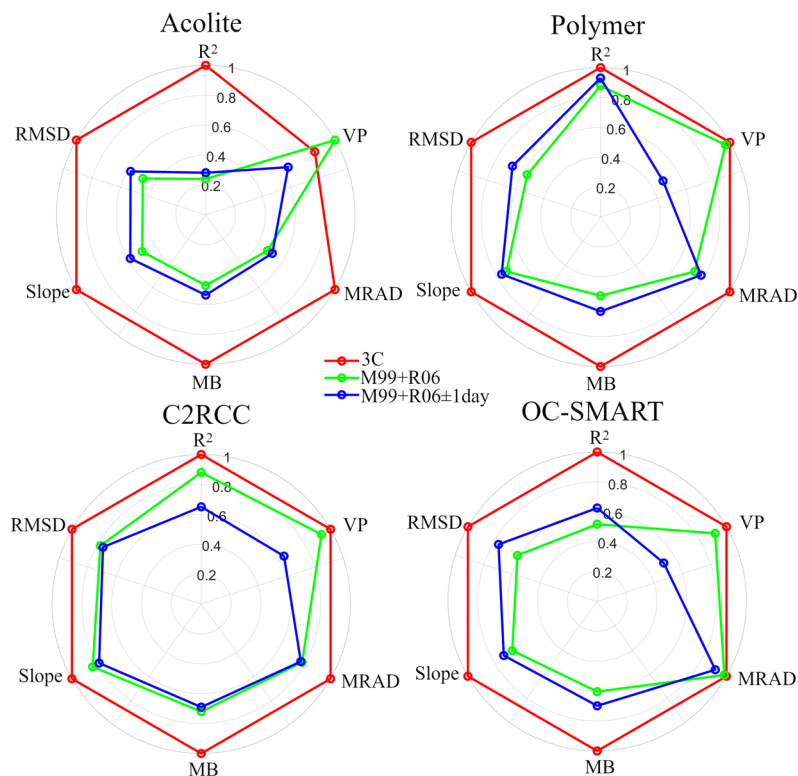 Acolite
R²
1
0.8
0.6
0.4
0.2
RMSD
VP
Slope
MRAD
MB
Polymer
R²
1
0.8
0.6
0.4
0.2
RMSD
VP
Slope
MRAD
MB
3C
M99+R06
M99+R06±1day
C2RCC
R²
1
0.8
0.6
0.4
0.2
RMSD
VP
Slope
MRAD
MB
OC-SMART
R²
1
0.8
0.6
0.4
0.2
RMSD
VP
Slope
MRAD
MB